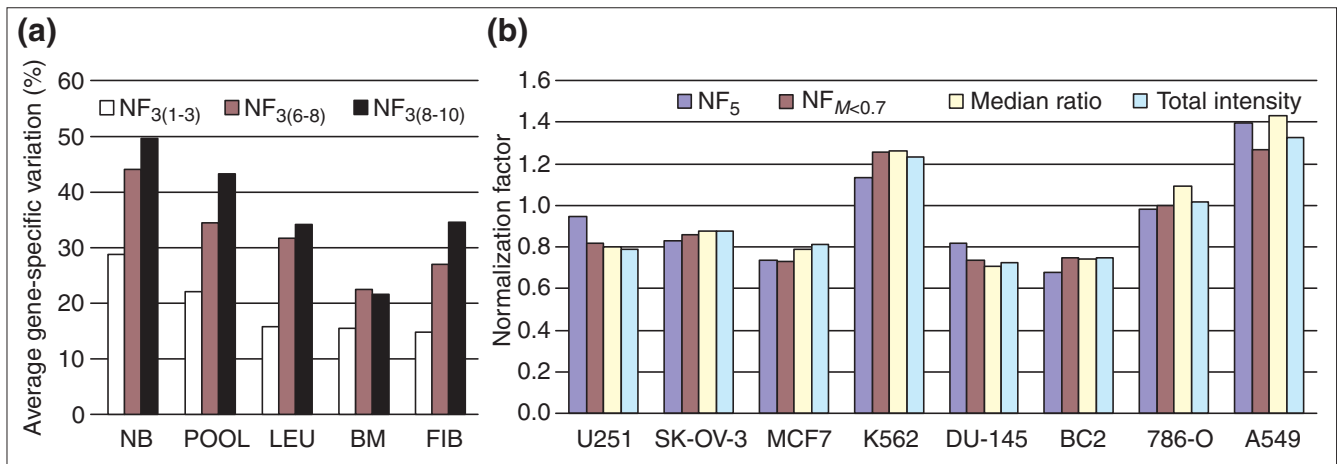 (a)
Average gene-specific variation (%)
60
50
40
30
20
10
0
NF3(1-3) NF3(6-8) NF3(8-10)
NB POOL LEU BM FIB
(b)
Normalization factor
1.6
1.4
1.2
1.0
0.8
0.6
0.4
0.2
0.0
NF5 NFM<0.7 Median ratio Total intensity
U251 SK-OV-3 MCF7 K562 DU-145 BC2 786-O A549